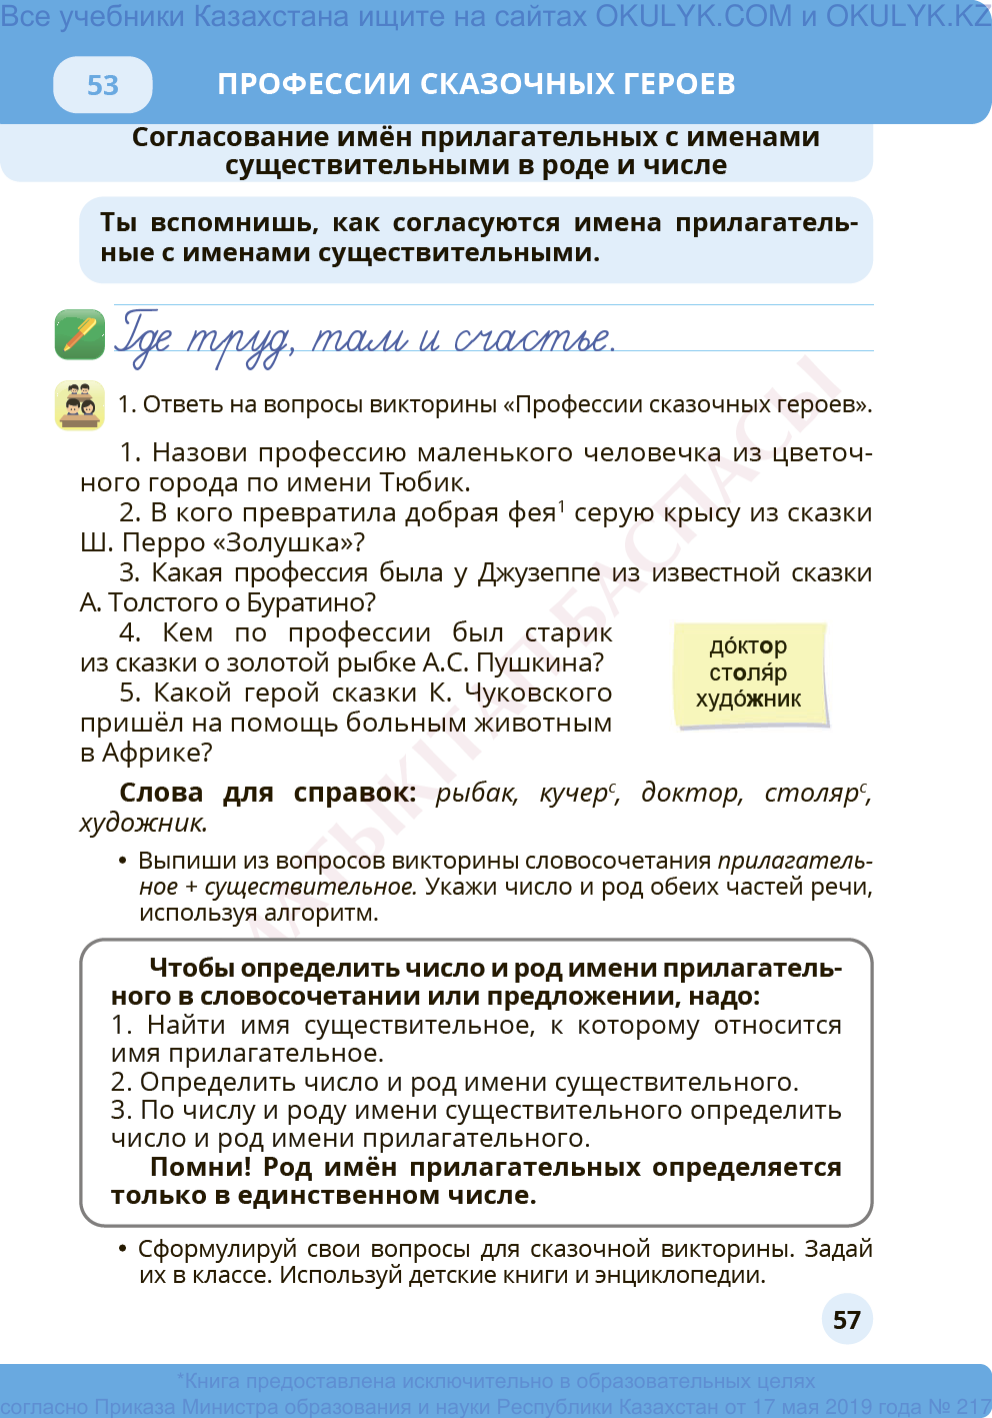 Все учебники Казахстана ищите на сайтах OKULYK.COM и OKULYK.KZ
53
ПРОФЕССИИ СКАЗОЧНЫХ ГЕРОЕВ
Согласование имён прилагательных с именами
существительными в роде и числе
Ты вспомнишь, как согласуются имена прилагатель-
ные с именами существительными.
Где труд, там и счастье.
1. Ответь на вопросы викторины «Профессии сказочных героев».
1. Назови профессию маленького человечка из цветоч-
ного города по имени Тюбик.
2. В кого превратила добрая фея¹ серую крысу из сказки
Ш. Перро «Золушка»?
3. Какая профессия была у Джузеппе из известной сказки
А. Толстого о Буратино?
4. Кем по профессии был старик
из сказки о золотой рыбке А.С. Пушкина?
5. Какой герой сказки К. Чуковского
пришёл на помощь больным животным
в Африке?
до́ктор
столя́р
худо́жник
Слова для справок: рыбак, кучерᶜ, доктор, столярᶜ,
художник.
• Выпиши из вопросов викторины словосочетания прилагатель-
ное + существительное. Укажи число и род обеих частей речи,
используя алгоритм.
Чтобы определить число и род имени прилагатель-
ного в словосочетании или предложении, надо:
1. Найти имя существительное, к которому относится
имя прилагательное.
2. Определить число и род имени существительного.
3. По числу и роду имени существительного определить
число и род имени прилагательного.
Помни! Род имён прилагательных определяется
только в единственном числе.
• Сформулируй свои вопросы для сказочной викторины. Задай
их в классе. Используй детские книги и энциклопедии.
57
*Книга предоставлена исключительно в образовательных целях
согласно Приказа Министра образования и науки Республики Казахстан от 17 мая 2019 года № 217